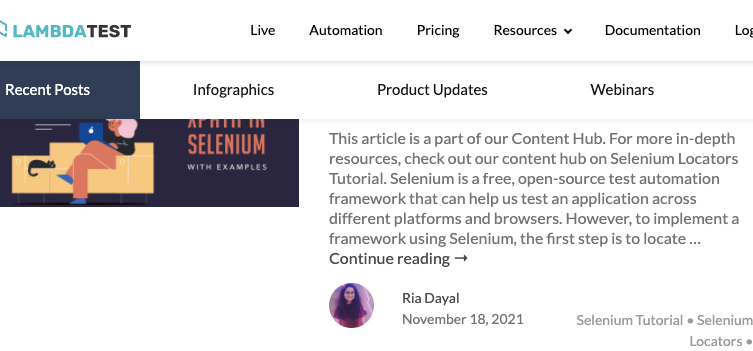 LAMBDATEST
Live Automation Pricing Resources Documentation
Recent Posts Infographics Product Updates Webinars
XPATH IN
SELENIUM
WITH EXAMPLES
This article is a part of our Content Hub. For more in-depth
resources, check out our content hub on Selenium Locators
Tutorial. Selenium is a free, open-source test automation
framework that can help us test an application across
different platforms and browsers. However, to implement a
framework using Selenium, the first step is to locate ...
Continue reading →
Ria Dayal
November 18, 2021
Selenium Tutorial • Selenium
Locators •